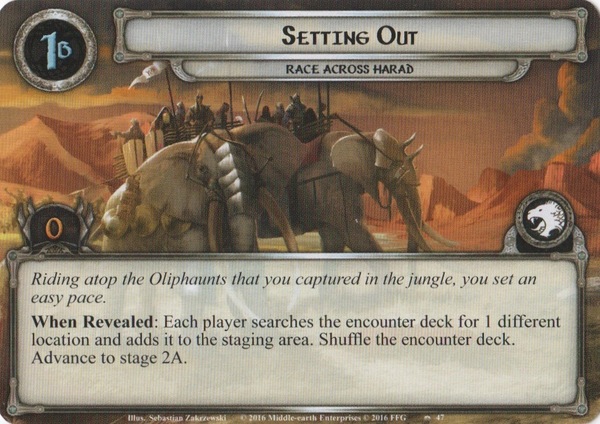 1B
SETTING OUT
RACE ACROSS HARAD
0
Riding atop the Oliphaunts that you captured in the jungle, you set an
easy pace.
When Revealed: Each player searches the encounter deck for 1 different
location and adds it to the staging area. Shuffle the encounter deck.
Advance to stage 2A.
Illus. Sebastian Zakrzewski © 2016 Middle-earth Enterprises © 2016 FFG 47